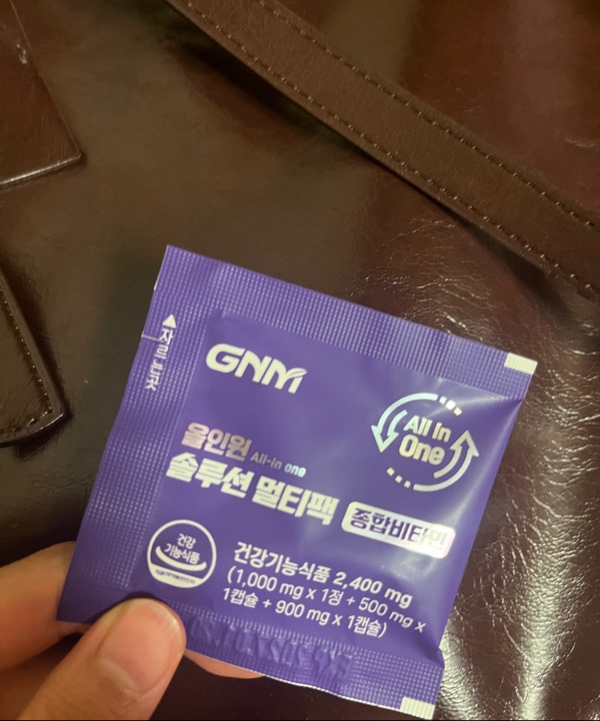 ▲자르는곳
GNM
All in
One
올인원 All-in one
솔루션 멀티팩 종합비타민
건강
기능식품
건강기능식품 2,400 mg
(1,000 mg x 1정 + 500 mg x
1캡슐 + 900 mg x 1캡슐)